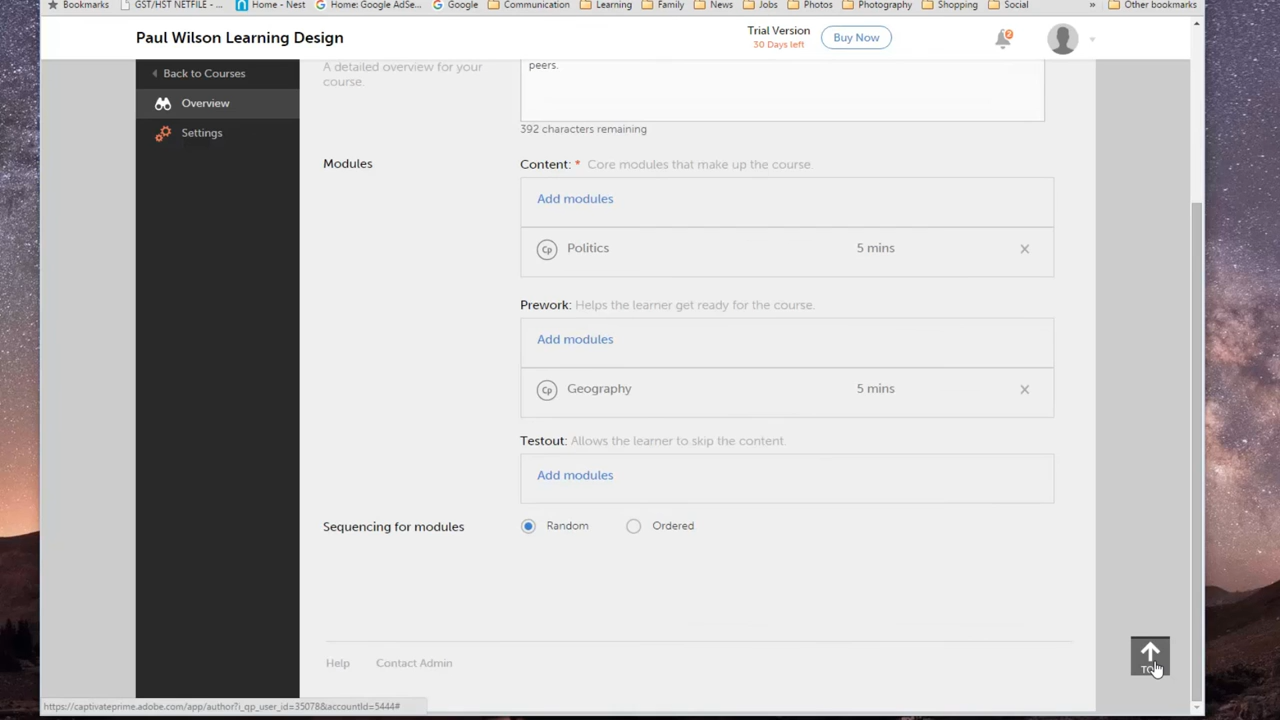 Bookmarks GST/HST NETFILE - Home - Nest Home: Google AdSe... Google Communication Learning Family News Jobs Photos Photography Shopping Social » Other bookmarks
Paul Wilson Learning Design
Trial Version
30 Days left
Buy Now
2
Back to Courses
Overview
Settings
A detailed overview for your
course.
peers.
392 characters remaining
Modules
Content: * Core modules that make up the course.
Add modules
Cp Politics 5 mins ×
Prework: Helps the learner get ready for the course.
Add modules
Cp Geography 5 mins ×
Testout: Allows the learner to skip the content.
Add modules
Sequencing for modules Random Ordered
Help Contact Admin
https://captivateprime.adobe.com/app/author?i_qp_user_id=35078&accountId=5444#